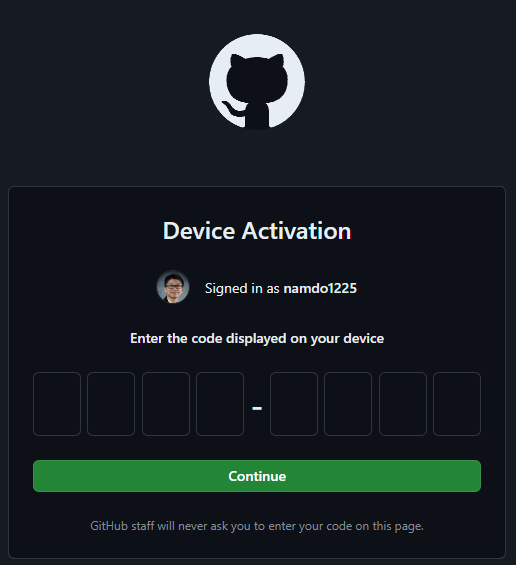 Device Activation
Signed in as namdo1225
Enter the code displayed on your device
-
Continue
GitHub staff will never ask you to enter your code on this page.